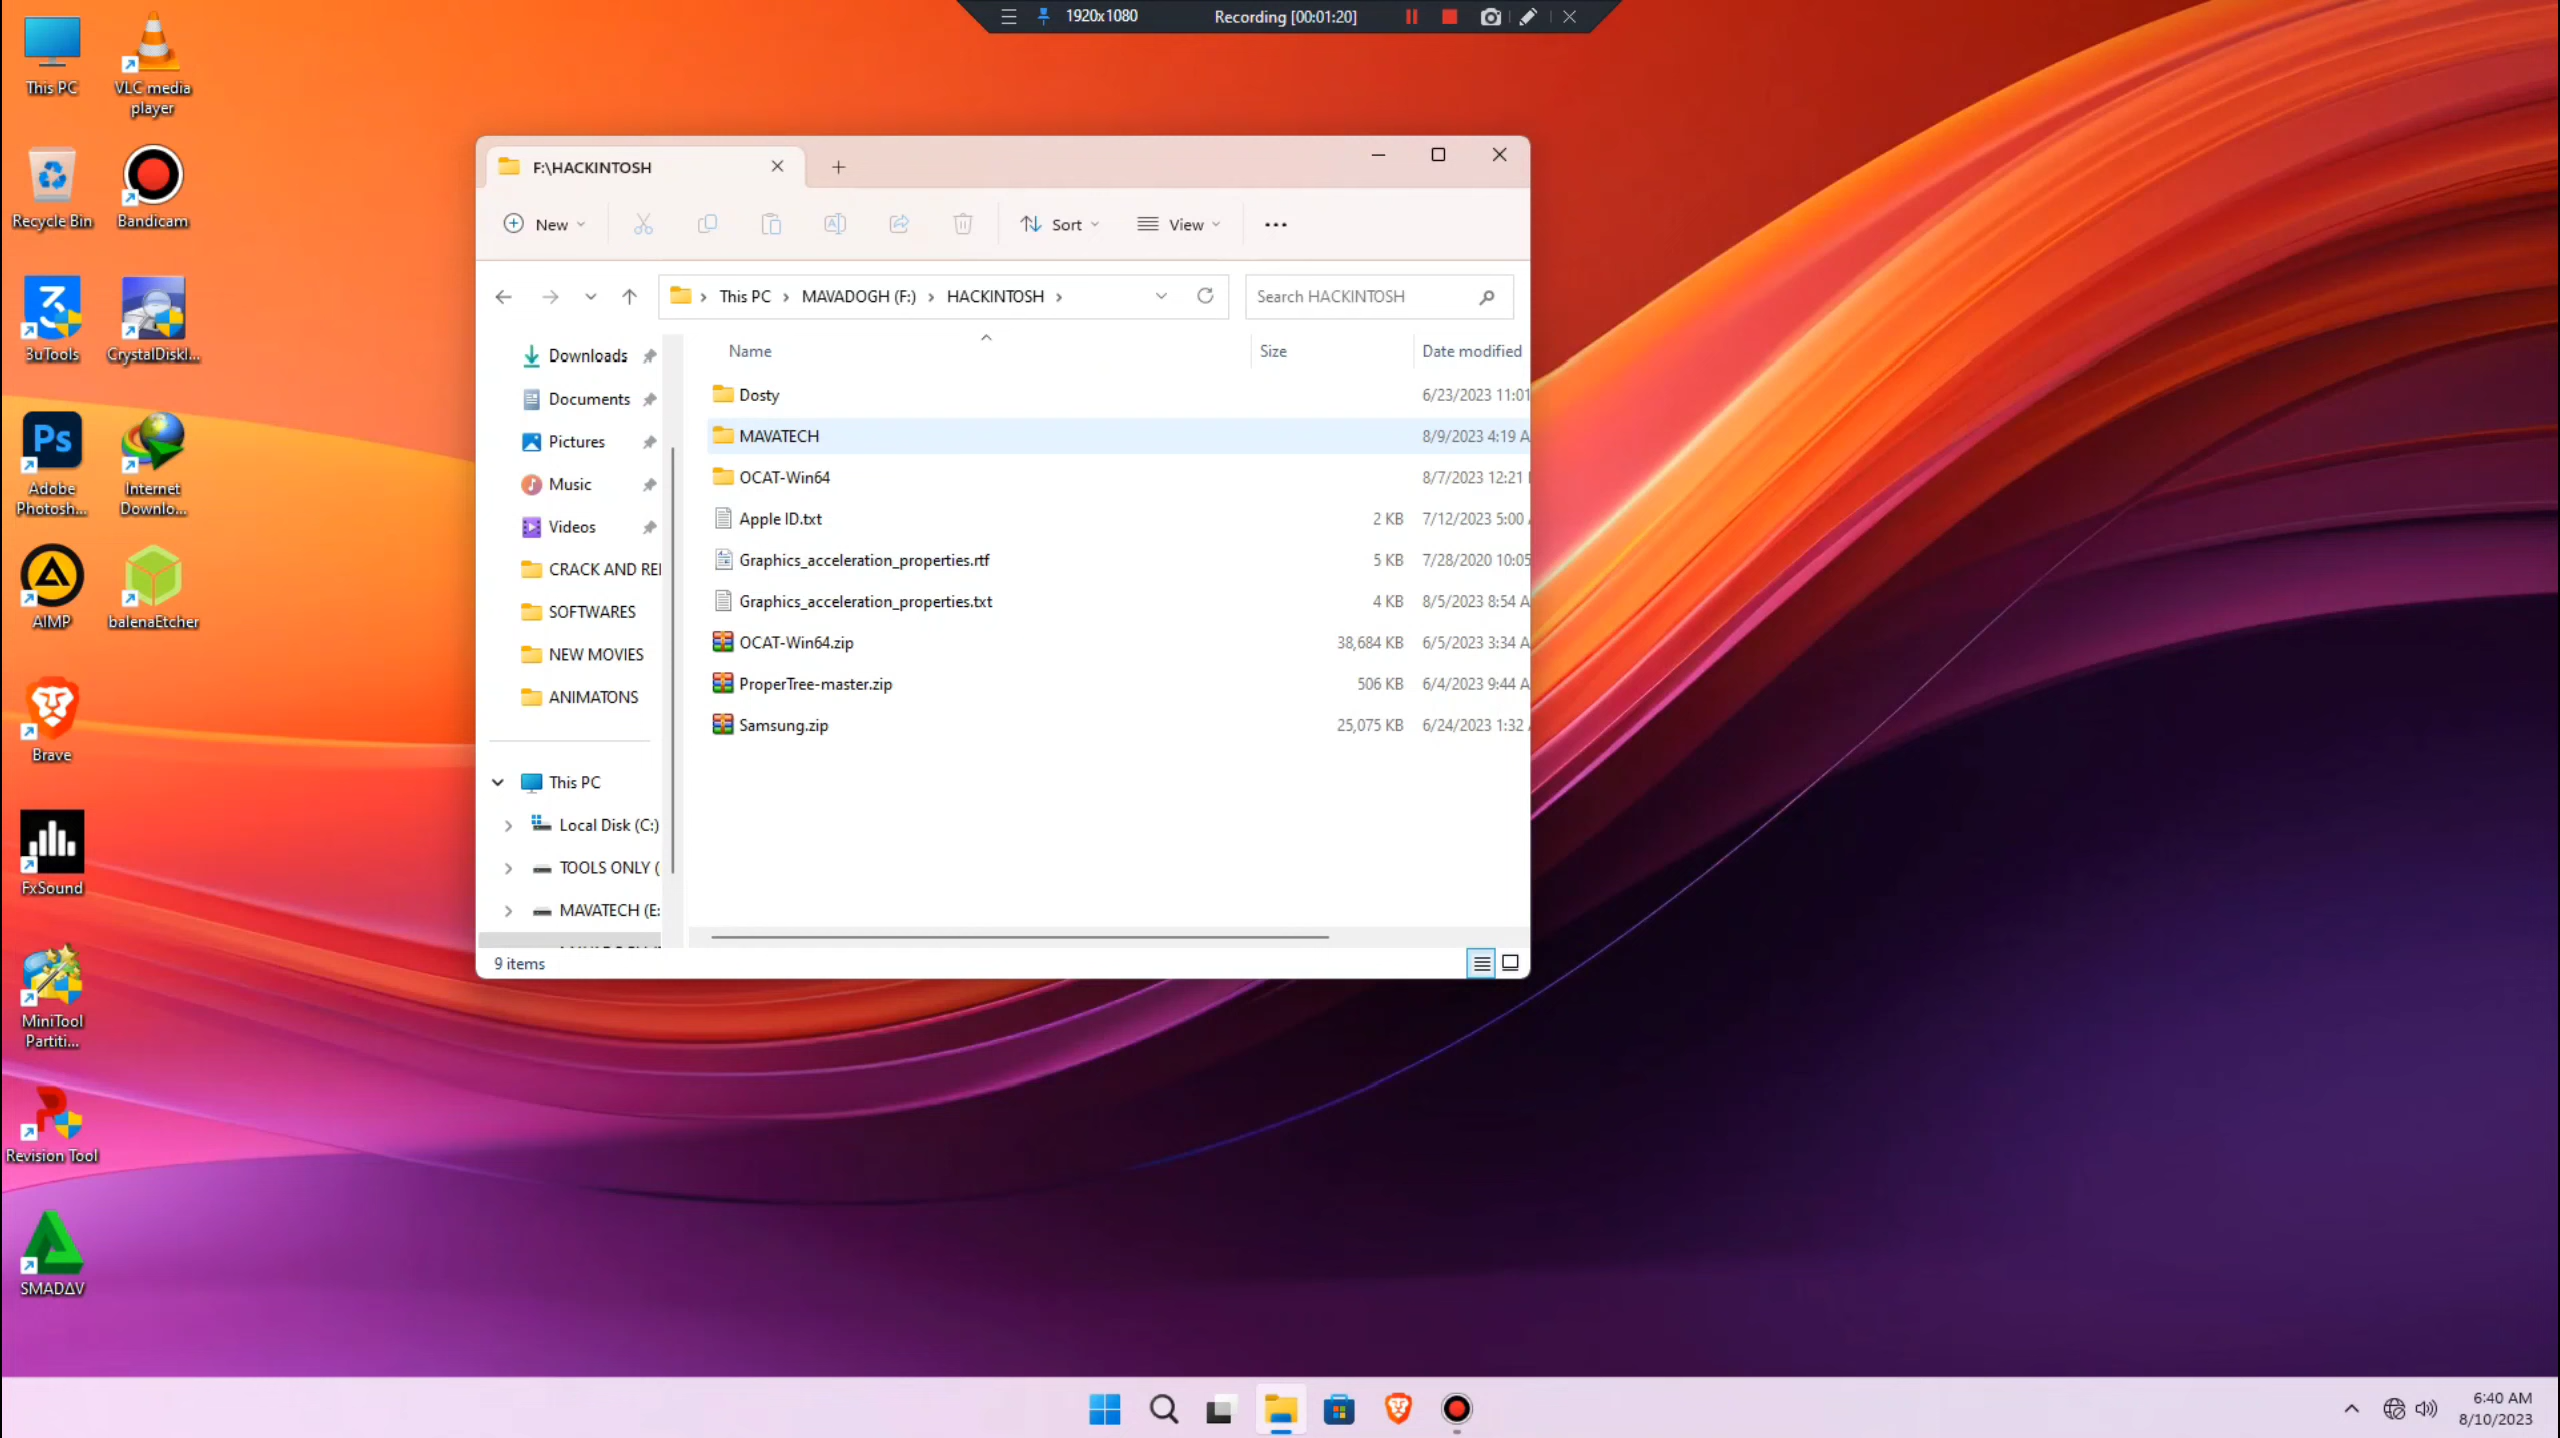 1920x1080
Recording [00:01:20]
This PC
VLC media
player
Recycle Bin
Bandicam
3uTools
CrystalDiskI...
Ps
Adobe
Photosh...
Internet
Downlo...
AIMP
balenaEtcher
Brave
FxSound
MiniTool
Partiti...
Revision Tool
SMADΔV
F:\HACKINTOSH
New
Sort
View
This PC
MAVADOGH (F:)
HACKINTOSH
Search HACKINTOSH
Downloads
Documents
Pictures
Music
Videos
CRACK AND REI
SOFTWARES
NEW MOVIES
ANIMATONS
This PC
Local Disk (C:)
TOOLS ONLY (
MAVATECH (E:
Name Size Date modified
Dosty 6/23/2023 11:01
MAVATECH 8/9/2023 4:19 A
OCAT-Win64 8/7/2023 12:21
Apple ID.txt 2 KB 7/12/2023 5:00
Graphics_acceleration_properties.rtf 5 KB 7/28/2020 10:05
Graphics_acceleration_properties.txt 4 KB 8/5/2023 8:54 A
OCAT-Win64.zip 38,684 KB 6/5/2023 3:34 A
ProperTree-master.zip 506 KB 6/4/2023 9:44 A
Samsung.zip 25,075 KB 6/24/2023 1:32
9 items
6:40 AM
8/10/2023